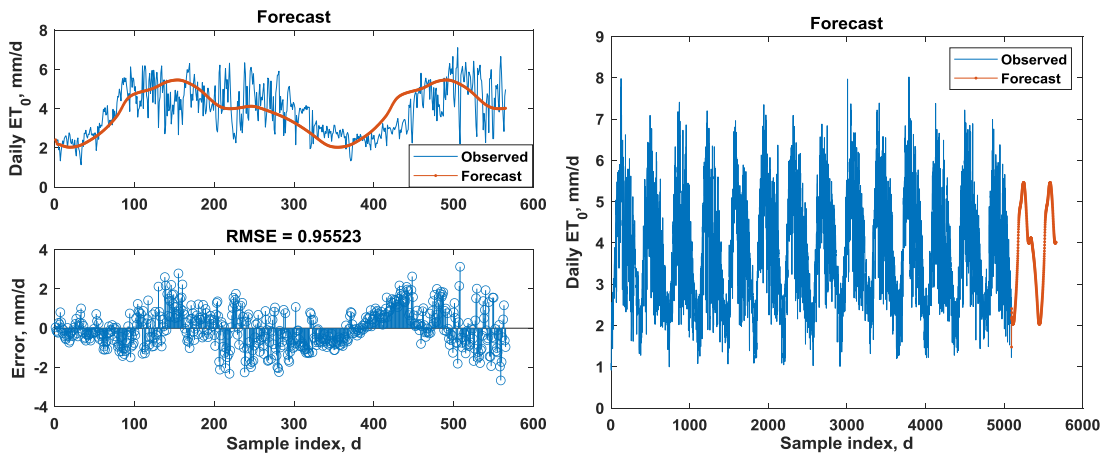 Forecast
Daily ET0, mm/d
8
6
4
2
0
0 100 200 300 400 500 600
Observed
Forecast
RMSE = 0.95523
Error, mm/d
4
2
0
-2
-4
0 100 200 300 400 500 600
Sample index, d
Forecast
Daily ET0, mm/d
9
8
7
6
5
4
3
2
1
0
0 1000 2000 3000 4000 5000 6000
Observed
Forecast
Sample index, d